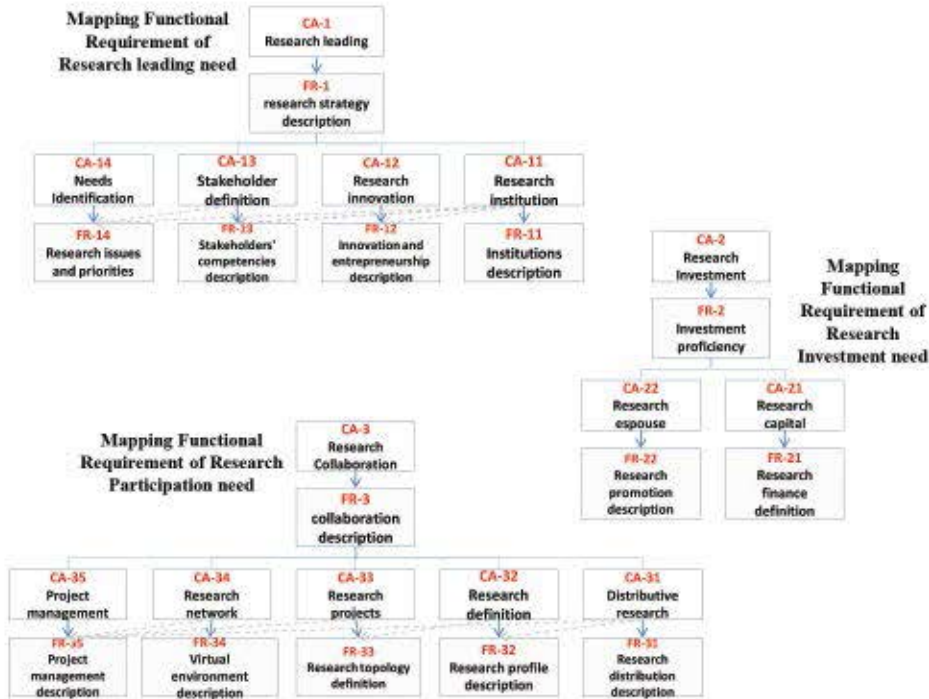 Mapping Functional
Requirement of
Research leading need
CA-1
Research leading
FR-1
research strategy
description
CA-14
Needs
Identification
CA-13
Stakeholder
definition
CA-12
Research
innovation
CA-11
Research
institution
FR-14
Research issues
and priorities
FR-13
Stakeholders'
competencies
description
FR-12
Innovation and
entrepreneurship
description
FR-11
Institutions
description
CA-2
Research
Investment
FR-2
Investment
proficiency
Mapping
Functional
Requirement of
Research
Investment need
CA-22
Research
espouse
CA-21
Research
capital
FR-22
Research
promotion
description
FR-21
Research
finance
definition
Mapping Functional
Requirement of Research
Participation need
CA-3
Research
Collaboration
FR-3
collaboration
description
CA-35
Project
management
CA-34
Research
network
CA-33
Research
projects
CA-32
Research
definition
CA-31
Distributive
research
FR-35
Project
management
description
FR-34
Virtual
environment
description
FR-33
Research topology
definition
FR-32
Research profile
description
FR-31
Research
distribution
description